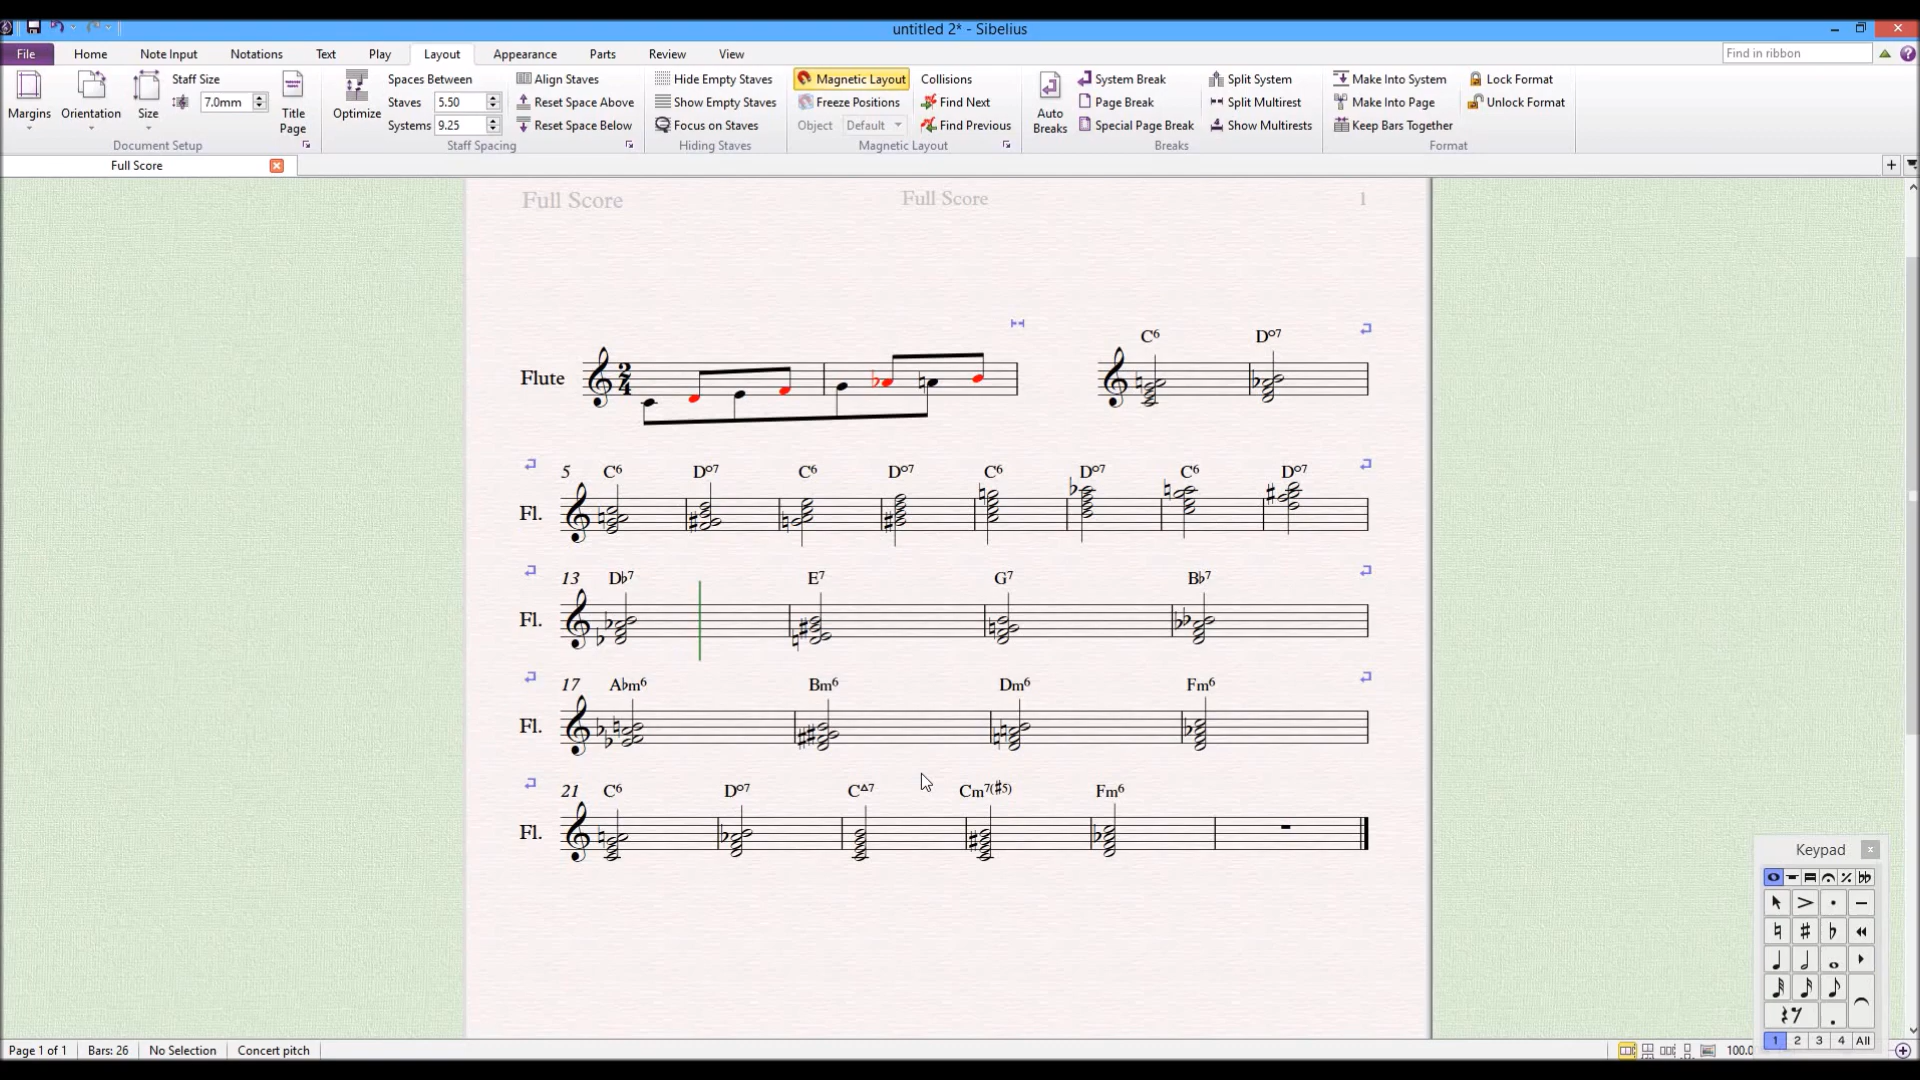 untitled 2* - Sibelius
File Home Note Input Notations Text Play Layout Appearance Parts Review View Find in ribbon
Margins Orientation Size Staff Size 7.0mm Title Page
Document Setup
Optimize Spaces Between Staves 5.50 Systems 9.25 Align Staves Reset Space Above Reset Space Below
Staff Spacing
Hide Empty Staves Show Empty Staves Focus on Staves
Hiding Staves
Magnetic Layout Freeze Positions Object Default Collisions Find Next Find Previous
Magnetic Layout
Auto Breaks System Break Page Break Special Page Break Split System Split Multirest Show Multirests
Breaks
Make Into System Make Into Page Keep Bars Together Lock Format Unlock Format
Format
Full Score
Full Score Full Score 1
C6 Do7
Flute 2 4
5 C6 Do7 C6 Do7 C6 Do7 C6 Do7
Fl.
13 D♭7 E7 G7 B♭7
Fl.
17 A♭m6 Bm6 Dm6 Fm6
Fl.
21 C6 Do7 C△7 Cm7(♯5) Fm6
Fl.
Keypad
1 2 3 4 All
Page 1 of 1 Bars: 26 No Selection Concert pitch 100.0